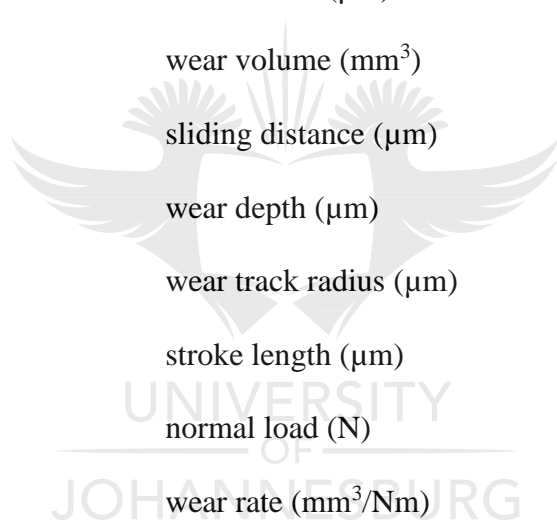 wear volume (mm³)
sliding distance (µm)
wear depth (µm)
wear track radius (µm)
stroke length (µm)
UNIVERSITY
normal load (N)
OF
JOHANNESBURG
wear rate (mm³/Nm)